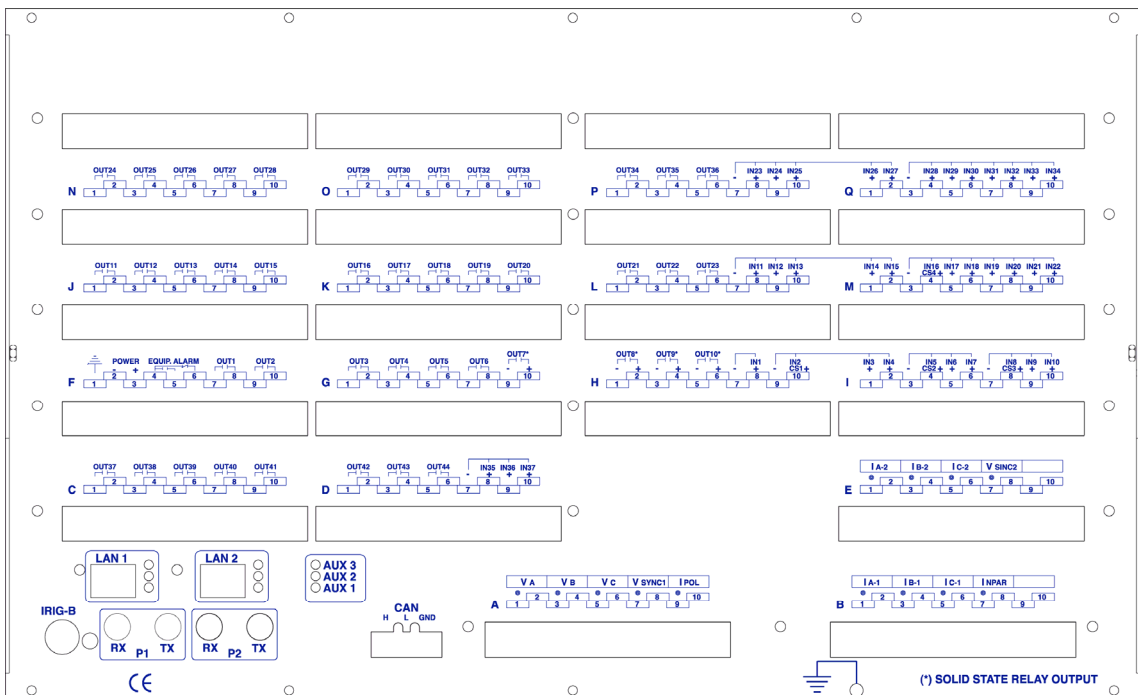 OUT24 OUT25 OUT26 OUT27 OUT28 OUT29 OUT30 OUT31 OUT32 OUT33 OUT34 OUT35 OUT36 IN23 IN24 IN25 IN26 IN27 IN28 IN29 IN30 IN31 IN32 IN33 IN34
- + + + + + - + + + + + + +
N 1 2 3 4 5 6 7 8 9 10 O 1 2 3 4 5 6 7 8 9 10 P 1 2 3 4 5 6 7 8 9 10 Q 1 2 3 4 5 6 7 8 9 10
OUT11 OUT12 OUT13 OUT14 OUT15 OUT16 OUT17 OUT18 OUT19 OUT20 OUT21 OUT22 OUT23 IN11 IN12 IN13 IN14 IN15 IN16 IN17 IN18 IN19 IN20 IN21 IN22
- + + + + + - CS4 + + + + + + +
J 1 2 3 4 5 6 7 8 9 10 K 1 2 3 4 5 6 7 8 9 10 L 1 2 3 4 5 6 7 8 9 10 M 1 2 3 4 5 6 7 8 9 10
POWER EQUIP. ALARM OUT1 OUT2 OUT3 OUT4 OUT5 OUT6 OUT7* OUT8* OUT9* OUT10* IN1 IN2 IN3 IN4 IN5 IN6 IN7 IN8 IN9 IN10
- + - + - + - + - + - + - CS1 + + + - CS2 + + + - CS3 + + +
F 1 2 3 4 5 6 7 8 9 10 G 1 2 3 4 5 6 7 8 9 10 H 1 2 3 4 5 6 7 8 9 10 I 1 2 3 4 5 6 7 8 9 10
OUT37 OUT38 OUT39 OUT40 OUT41 OUT42 OUT43 OUT44 IN35 IN36 IN37 I A-2 I B-2 I C-2 V SINC2
- + + +
C 1 2 3 4 5 6 7 8 9 10 D 1 2 3 4 5 6 7 8 9 10 E 1 2 3 4 5 6 7 8 9 10
LAN 1 LAN 2 AUX 3
AUX 2
AUX 1
V A V B V C V SYNC1 I POL I A-1 I B-1 I C-1 I NPAR
A 1 2 3 4 5 6 7 8 9 10 B 1 2 3 4 5 6 7 8 9 10
IRIG-B CAN
H L GND
RX P1 TX RX P2 TX
CE (*) SOLID STATE RELAY OUTPUT